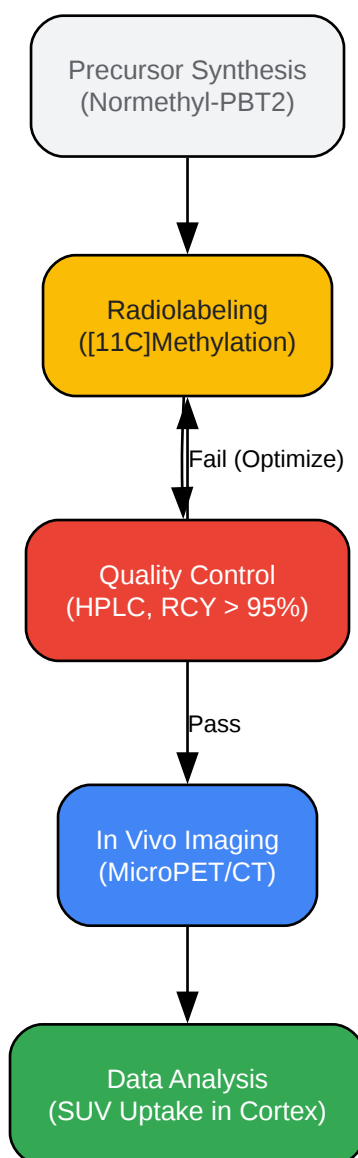 Precursor Synthesis
(Normethyl-PBT2)
Radiolabeling
([11C]Methylation)
Fail (Optimize)
Quality Control
(HPLC, RCY > 95%)
Pass
In Vivo Imaging
(MicroPET/CT)
Data Analysis
(SUV Uptake in Cortex)